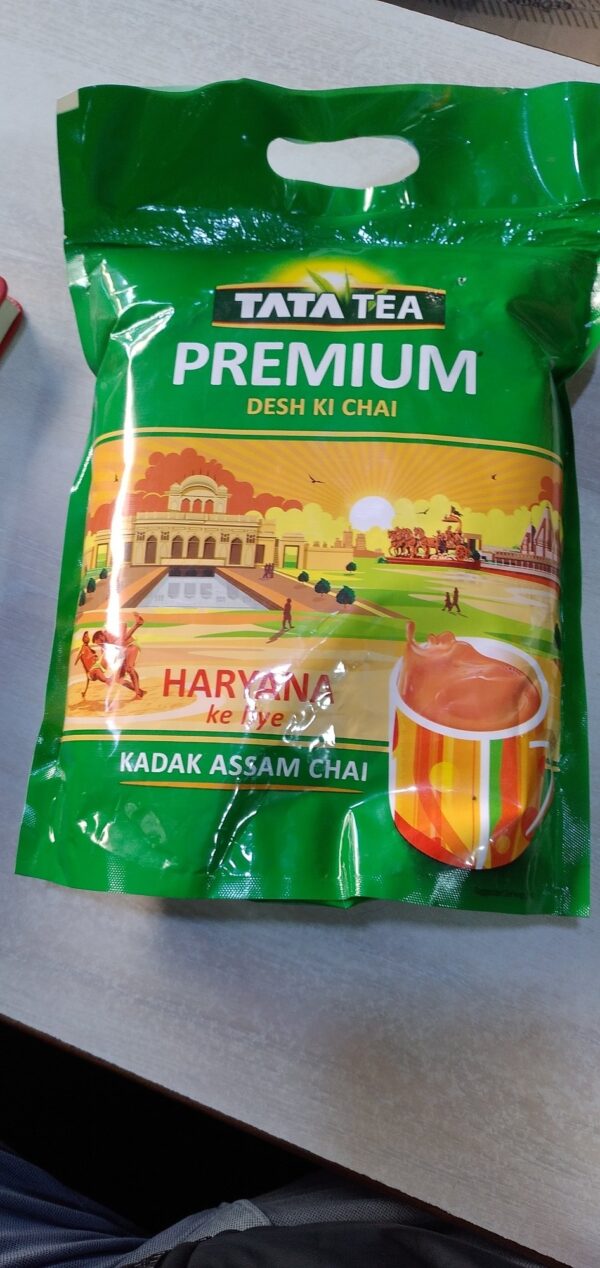 TATA TEA
PREMIUM
DESH KI CHAI
HARYANA
ke liye
KADAK ASSAM CHAI